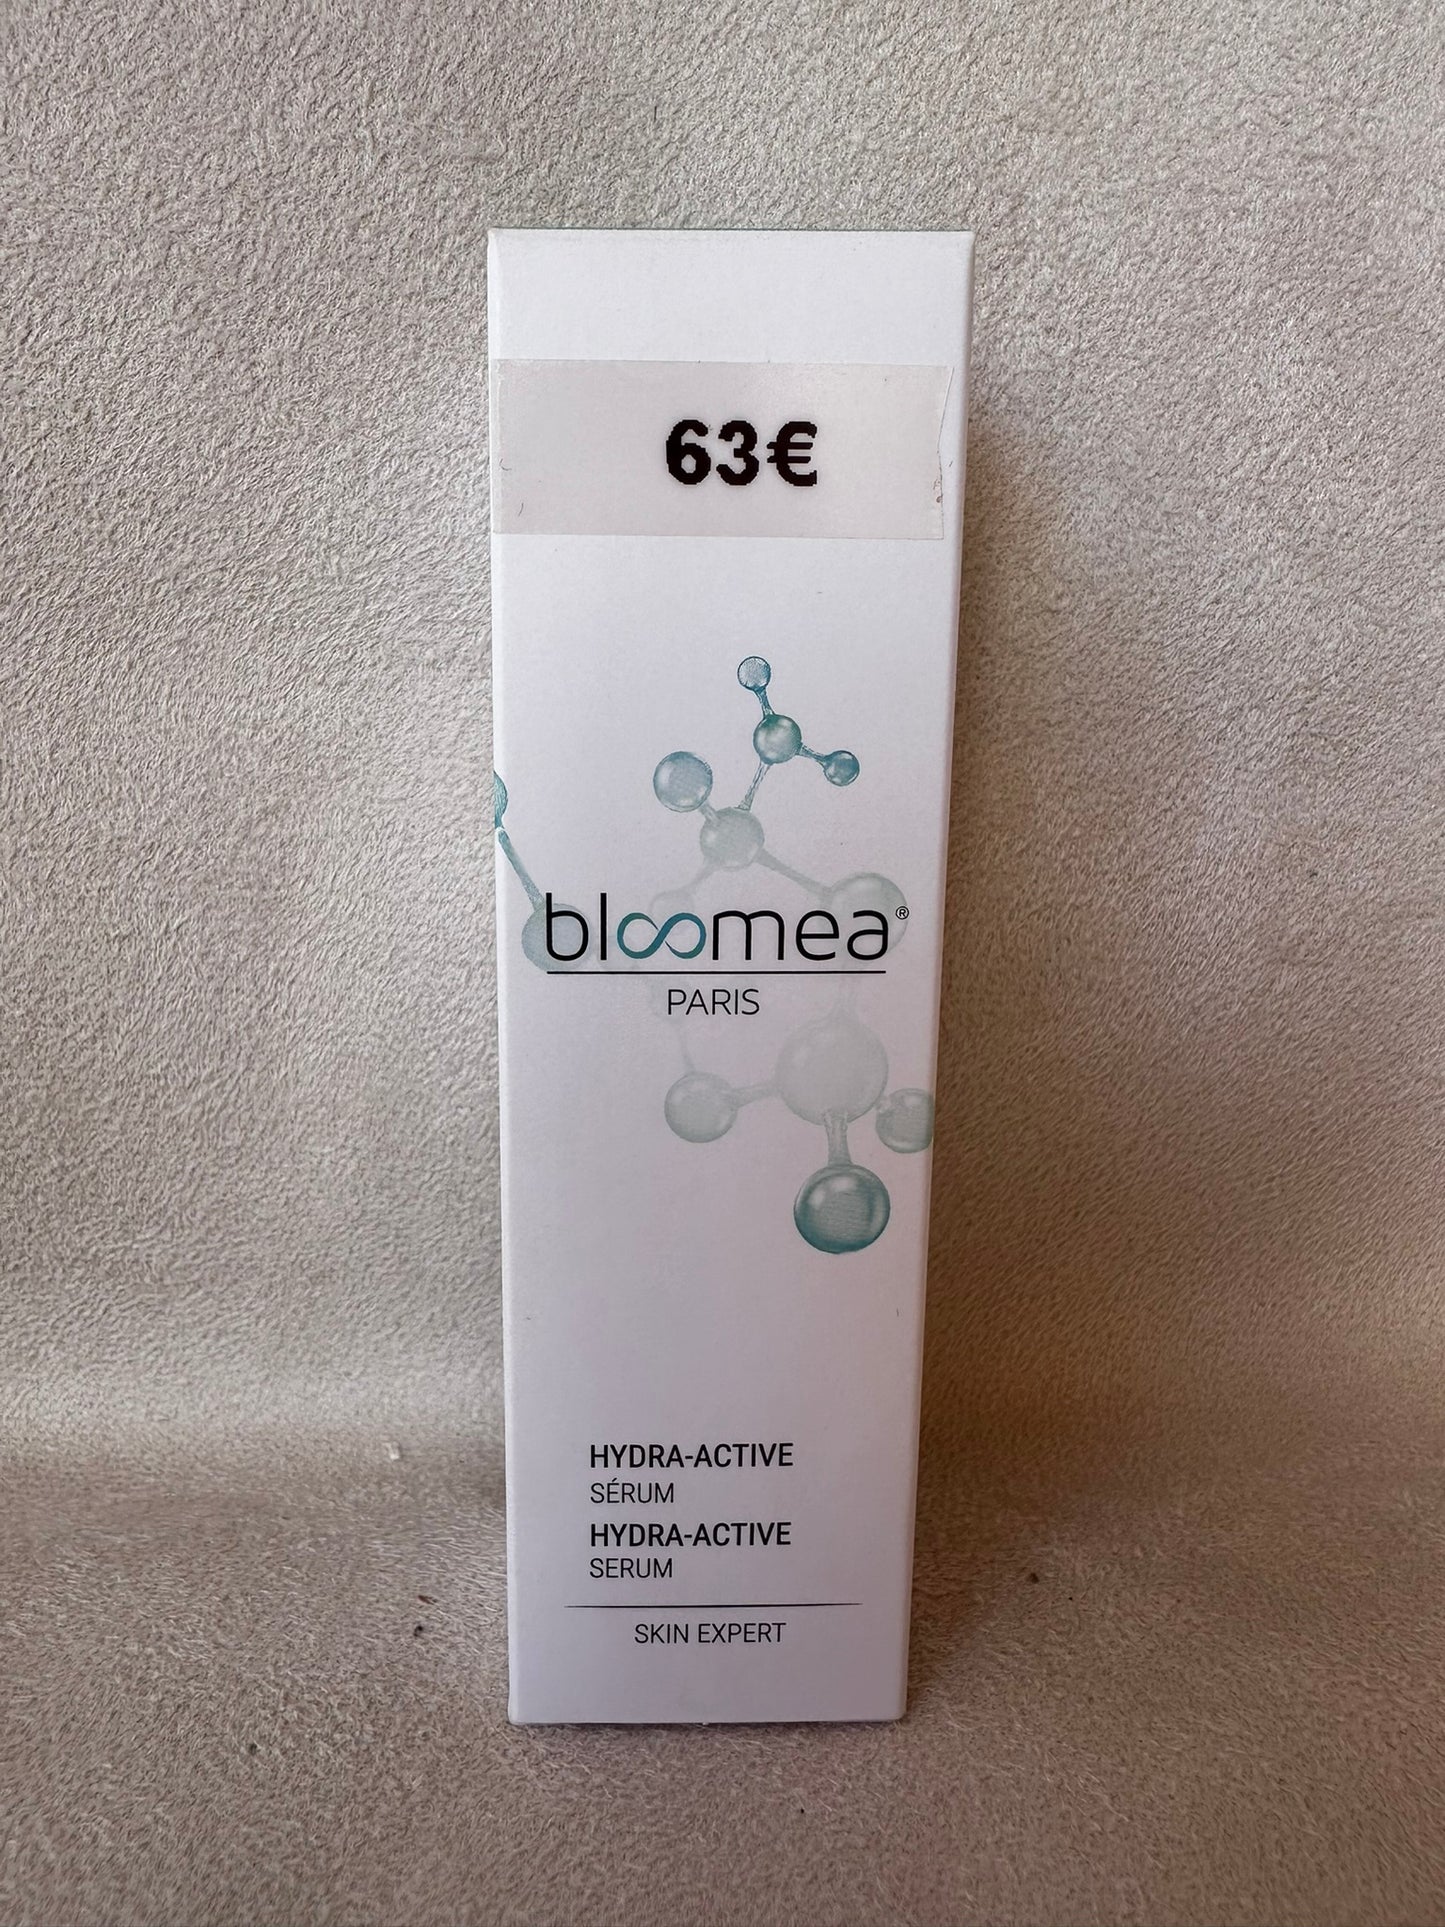 63€
bloomea®
PARIS
HYDRA-ACTIVE
SÉRUM
HYDRA-ACTIVE
SERUM
SKIN EXPERT